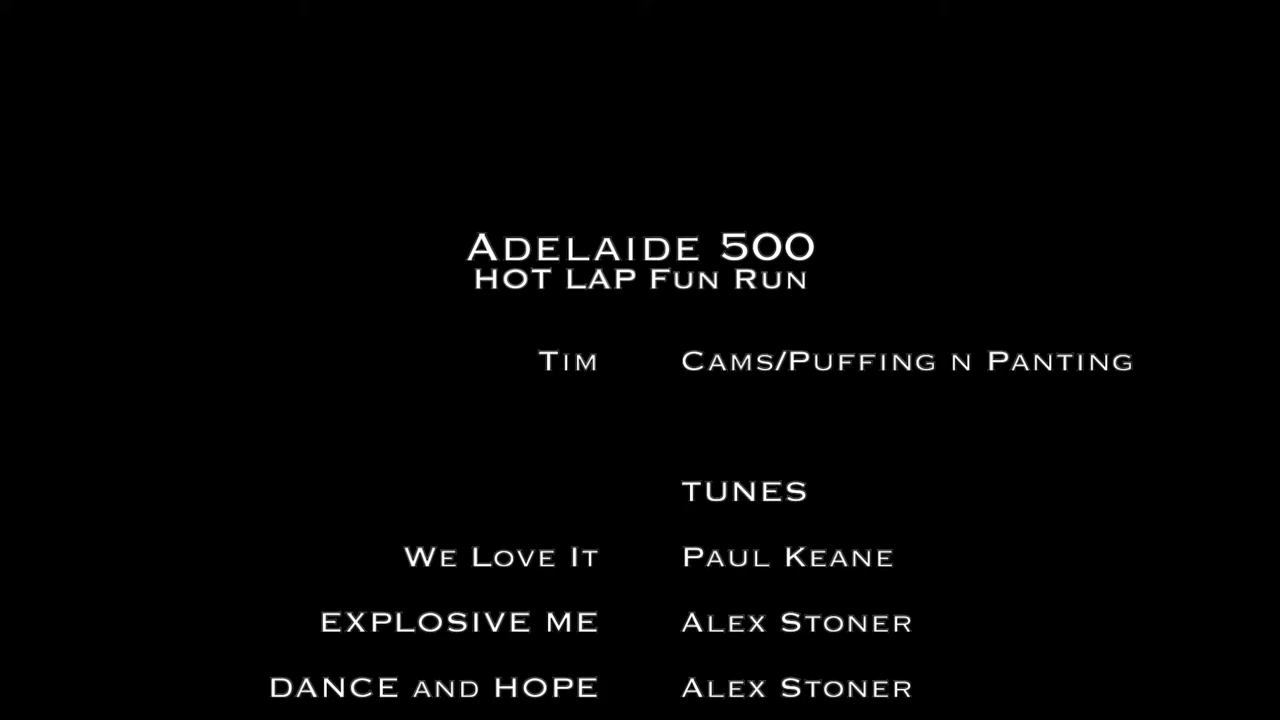 Adelaide 500
HOT LAP Fun Run
Tim Cams/Puffing n Panting
TUNES
We Love It Paul Keane
EXPLOSIVE ME Alex Stoner
DANCE and HOPE Alex Stoner